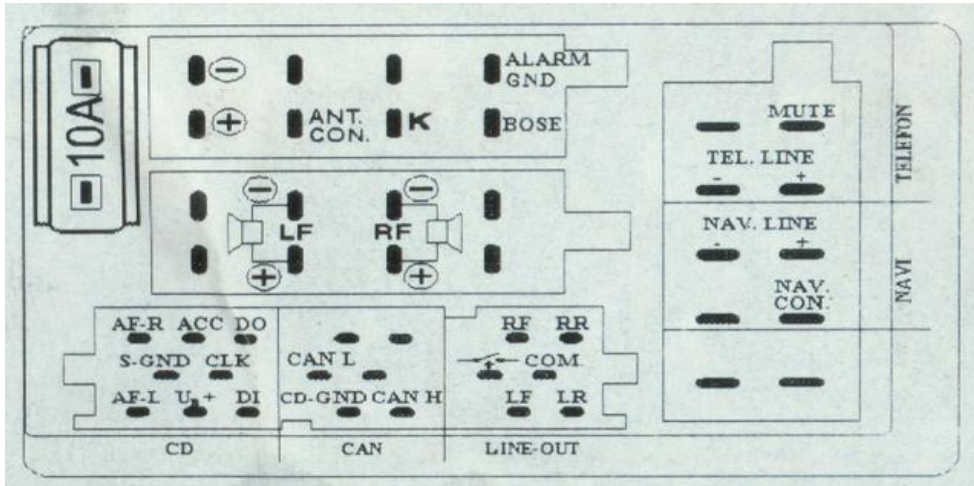 10A
-
ALARM
GND
+
ANT.
CON.
K
BOSE
-
-
LF
RF
+
+
MUTE
TEL. LINE
- +
TELEFON
NAV. LINE
- +
NAV.
CON.
NAVI
AF-R ACC DO
S-GND CLK
AF-L U + DI
CD
CAN L
CD-GND CAN H
CAN
RF RR
COM.
+
LF LR
LINE-OUT